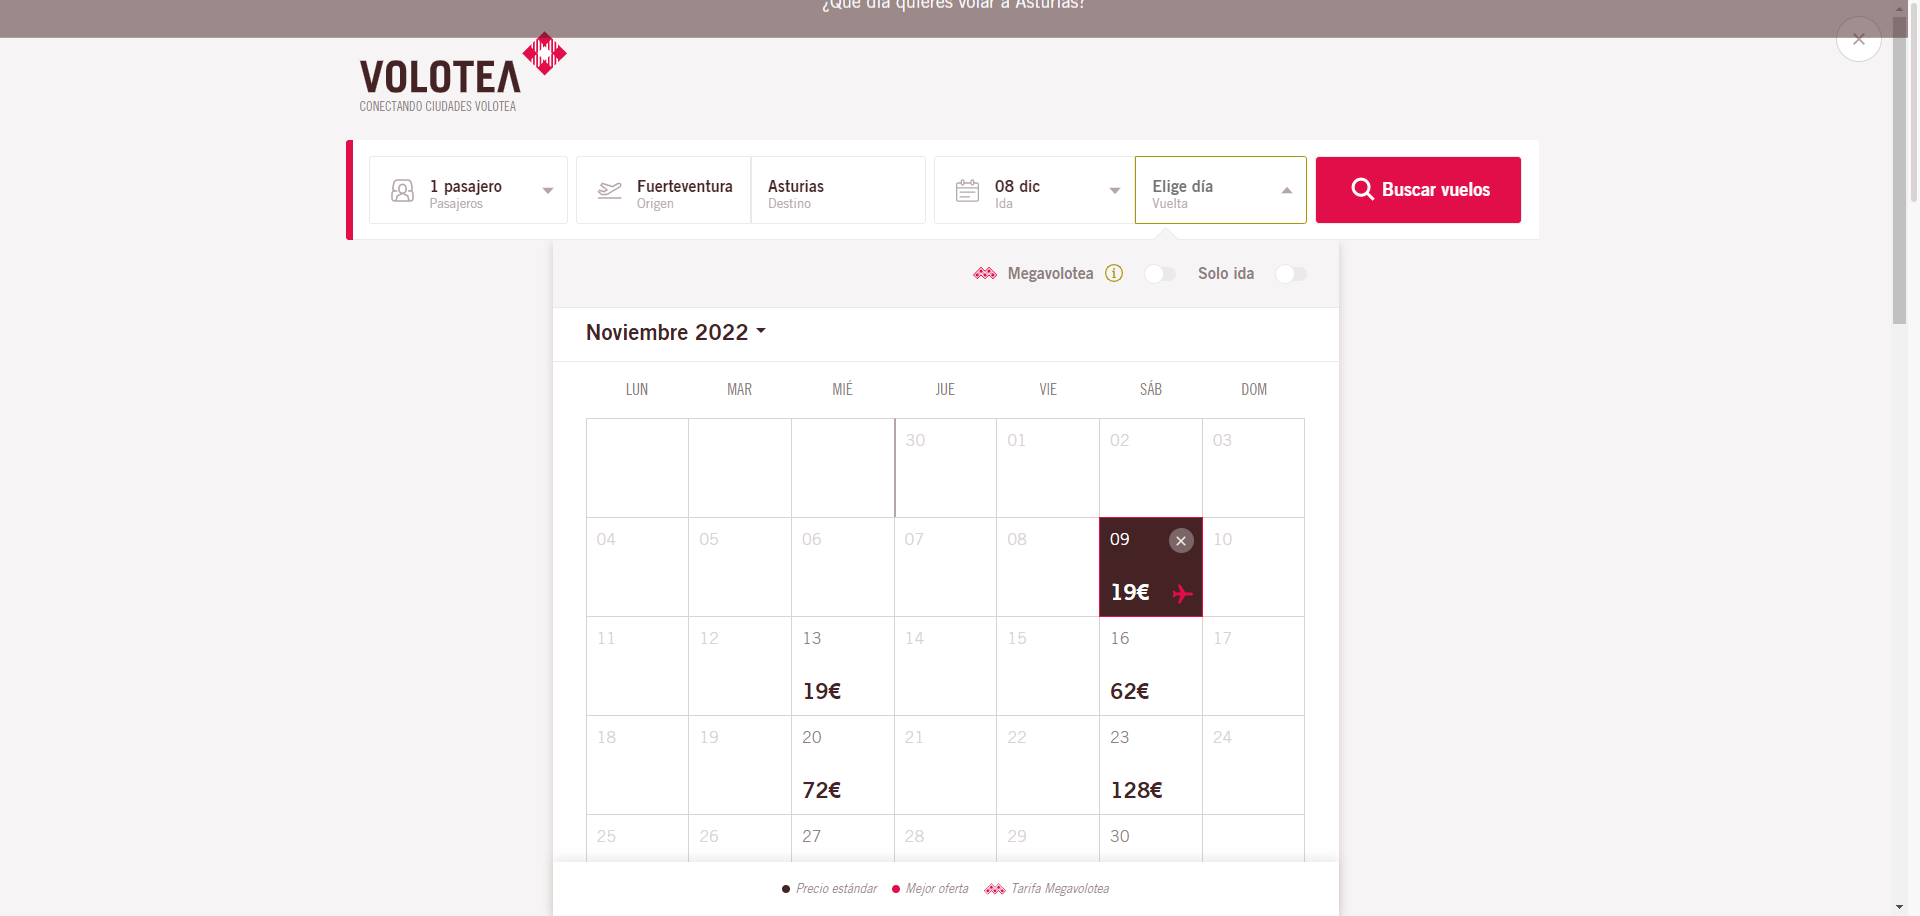 ¿Qué día quieres volar a Asturias?
VOLOTEA
CONECTANDO CIUDADES VOLOTEA
1 pasajero
Pasajeros
Fuerteventura
Origen
Asturias
Destino
08 dic
Ida
Elige día
Vuelta
Buscar vuelos
Megavolotea
Solo ida
Noviembre 2022
LUN MAR MIÉ JUE VIE SÁB DOM
30 01 02 03
04 05 06 07 08 09 10
19€
11 12 13 14 15 16 17
19€ 62€
18 19 20 21 22 23 24
72€ 128€
25 26 27 28 29 30
Precio estándar Mejor oferta Tarifa Megavolotea